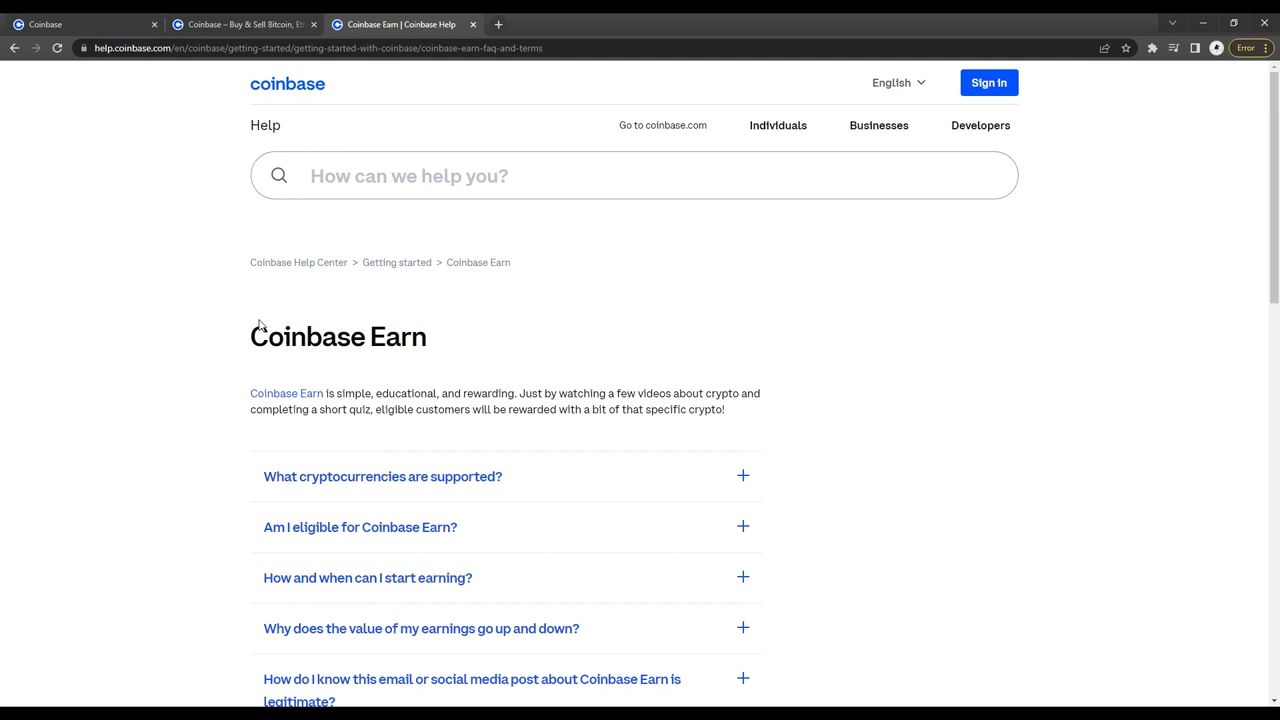 Coinbase
Coinbase – Buy & Sell Bitcoin, Et
Coinbase Earn | Coinbase Help
help.coinbase.com/en/coinbase/getting-started/getting-started-with-coinbase/coinbase-earn-faq-and-terms
Error
coinbase
English
Sign in
Help
Go to coinbase.com
Individuals
Businesses
Developers
How can we help you?
Coinbase Help Center > Getting started > Coinbase Earn
Coinbase Earn
Coinbase Earn is simple, educational, and rewarding. Just by watching a few videos about crypto and
completing a short quiz, eligible customers will be rewarded with a bit of that specific crypto!
What cryptocurrencies are supported?
Am I eligible for Coinbase Earn?
How and when can I start earning?
Why does the value of my earnings go up and down?
How do I know this email or social media post about Coinbase Earn is
legitimate?